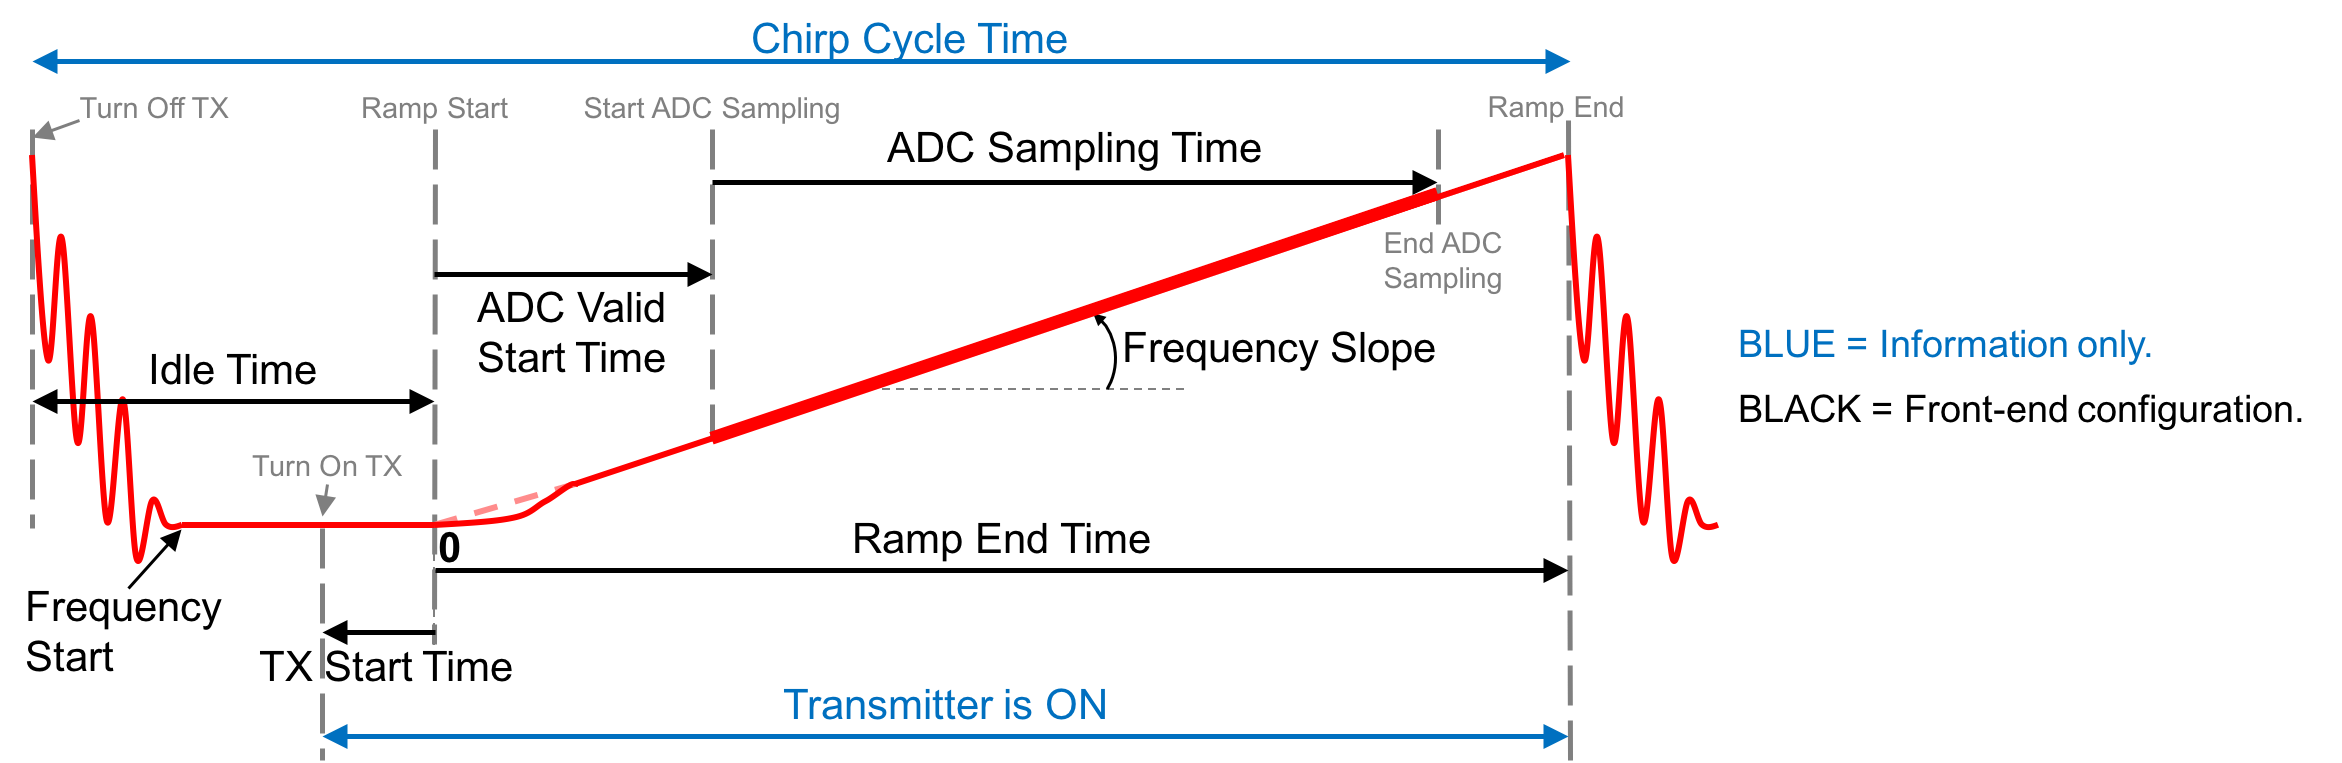 Chirp Cycle Time
Turn Off TX
Ramp Start
Start ADC Sampling
Ramp End
ADC Sampling Time
End ADC
Sampling
ADC Valid
Start Time
Frequency Slope
BLUE = Information only.
Idle Time
BLACK = Front-end configuration.
Turn On TX
0
Ramp End Time
Frequency
Start
TX Start Time
Transmitter is ON